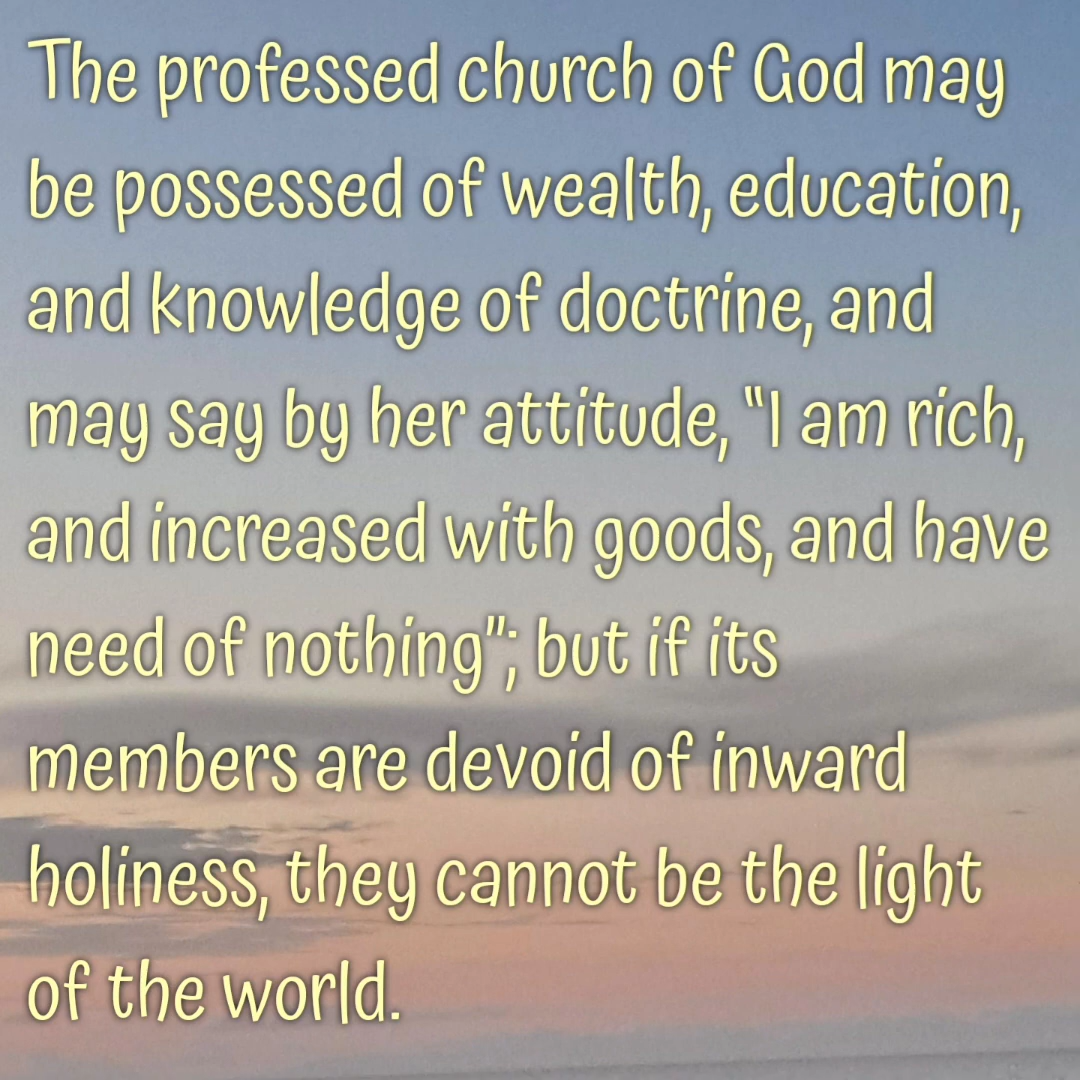 The professed church of God may
be possessed of wealth, education,
and knowledge of doctrine, and
may say by her attitude, “I am rich,
and increased with goods, and have
need of nothing”; but if its
members are devoid of inward
holiness, they cannot be the light
of the world.